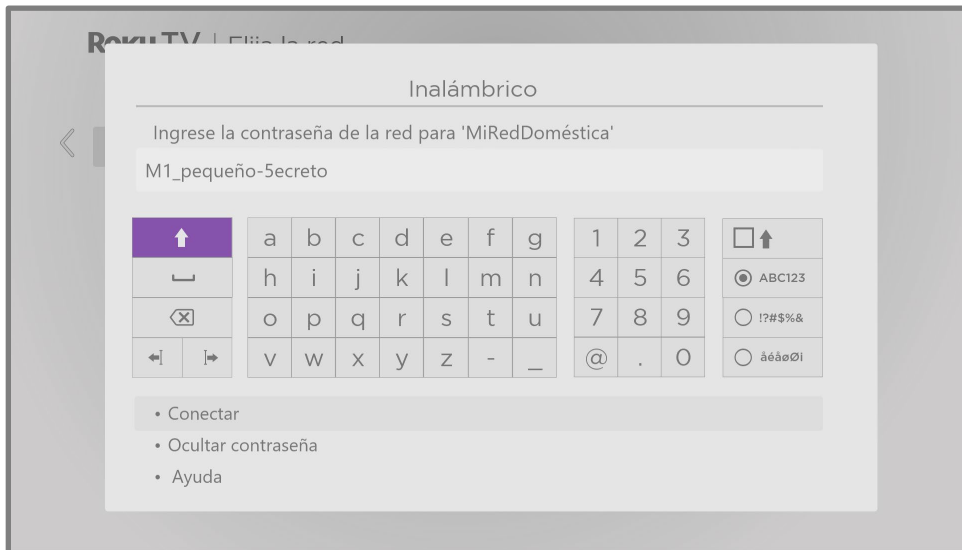 Roku TV | Elija la red
Inalámbrico
Ingrese la contraseña de la red para 'MiRedDoméstica'
M1_pequeño-5ecreto
a b c d e f g 1 2 3
h i j k l m n 4 5 6 ABC123
o p q r s t u 7 8 9 !?#$%&
v w x y z - _ @ . 0 åéåøØi
• Conectar
• Ocultar contraseña
• Ayuda